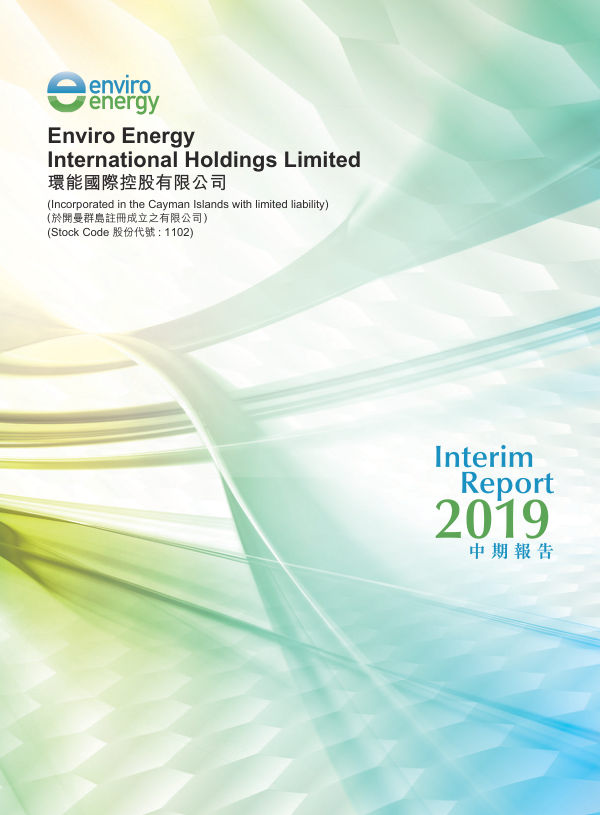 enviro
energy
Enviro Energy
International Holdings Limited
環能國際控股有限公司
(Incorporated in the Cayman Islands with limited liability)
(於開曼群島註冊成立之有限公司)
(Stock Code 股份代號 : 1102)
Interim
Report
2019
中期報告